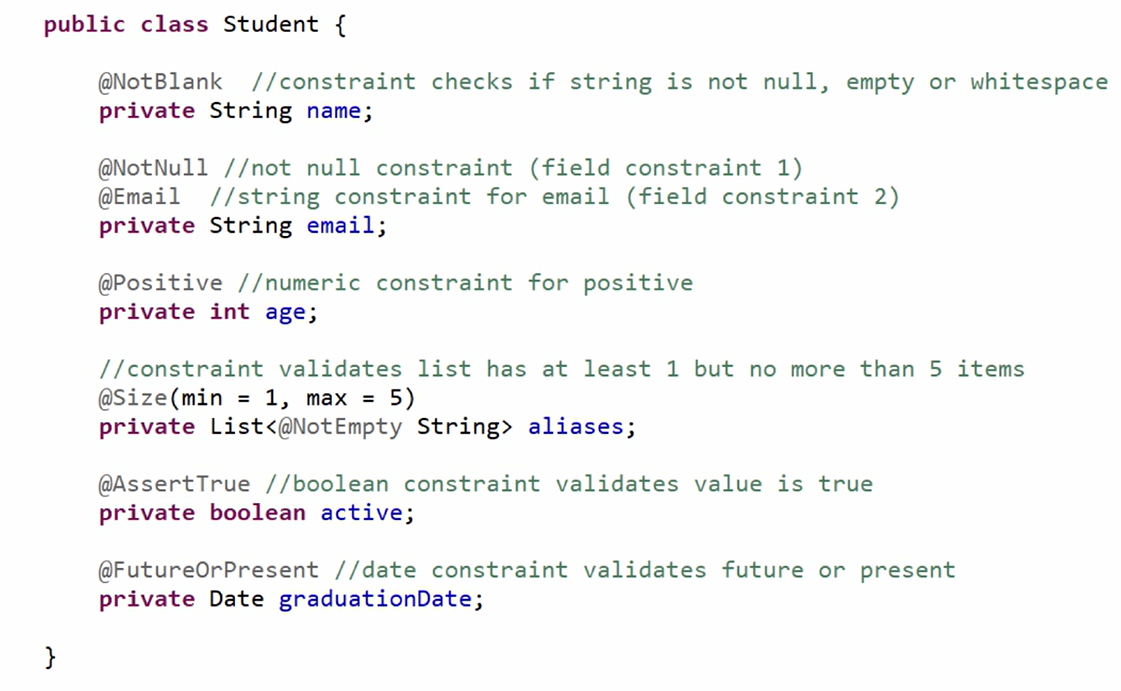 public class Student {
@NotBlank  //constraint checks if string is not null, empty or whitespace
private String name;
@NotNull //not null constraint (field constraint 1)
@Email  //string constraint for email (field constraint 2)
private String email;
@Positive //numeric constraint for positive
private int age;
//constraint validates list has at least 1 but no more than 5 items
@Size(min = 1, max = 5)
private List<@NotEmpty String> aliases;
@AssertTrue //boolean constraint validates value is true
private boolean active;
@FutureOrPresent //date constraint validates future or present
private Date graduationDate;
}